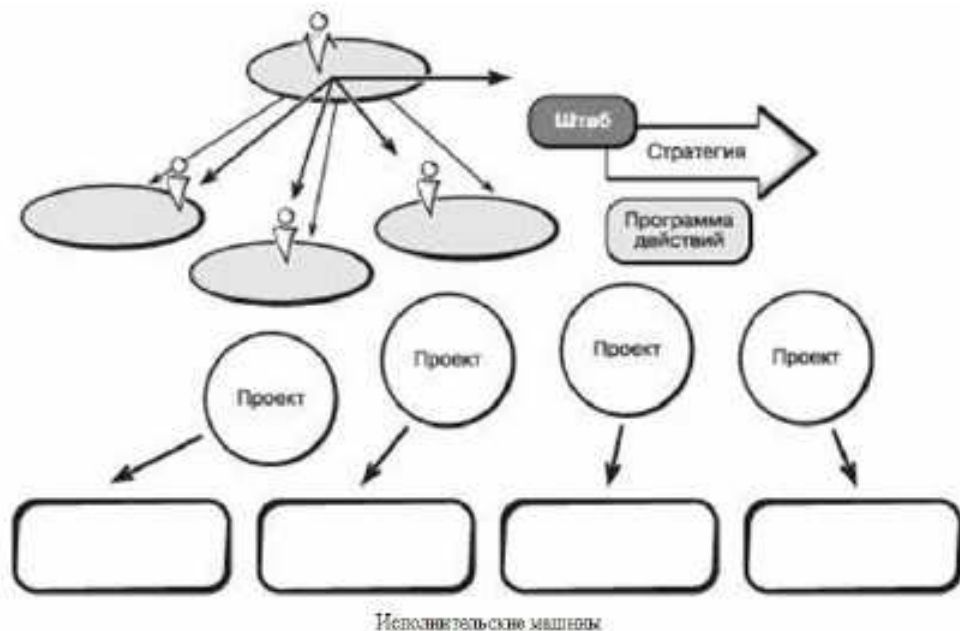 Штаб
Стратегия
Программа
действий
Проект
Проект
Проект
Проект
Исполнительские машины